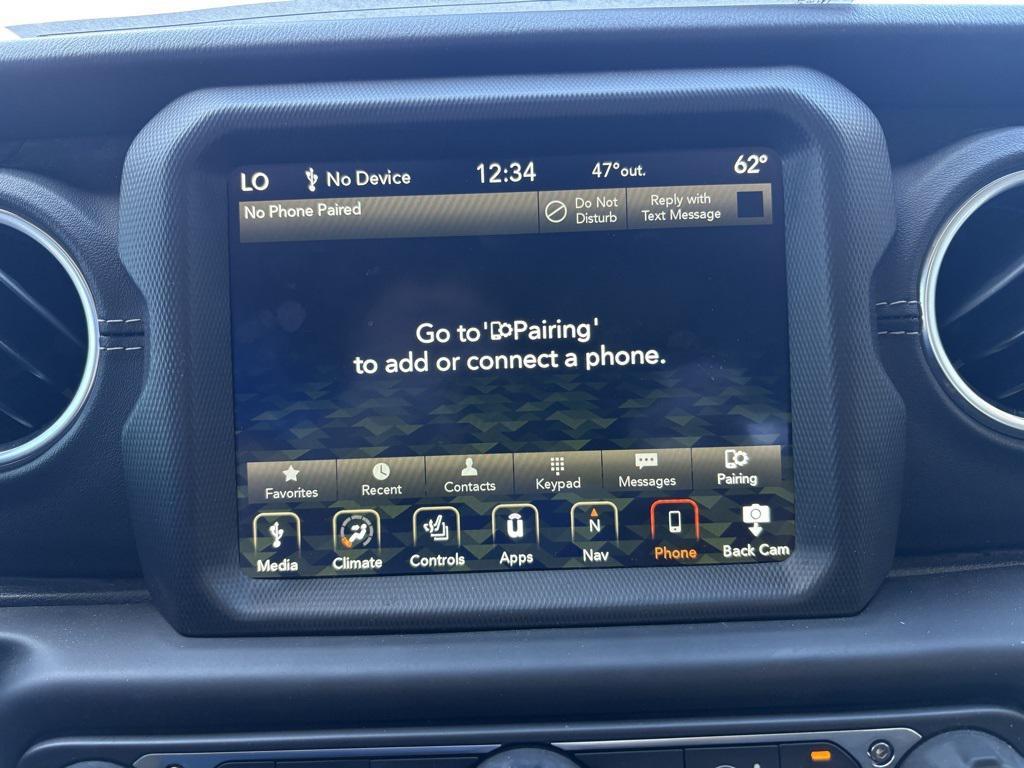 LO No Device 12:34 47°out. 62°
No Phone Paired
Do Not
Disturb
Reply with
Text Message
Go to 'Pairing'
to add or connect a phone.
Favorites Recent Contacts Keypad Messages Pairing
N
Media Climate Controls Apps Nav Phone Back Cam